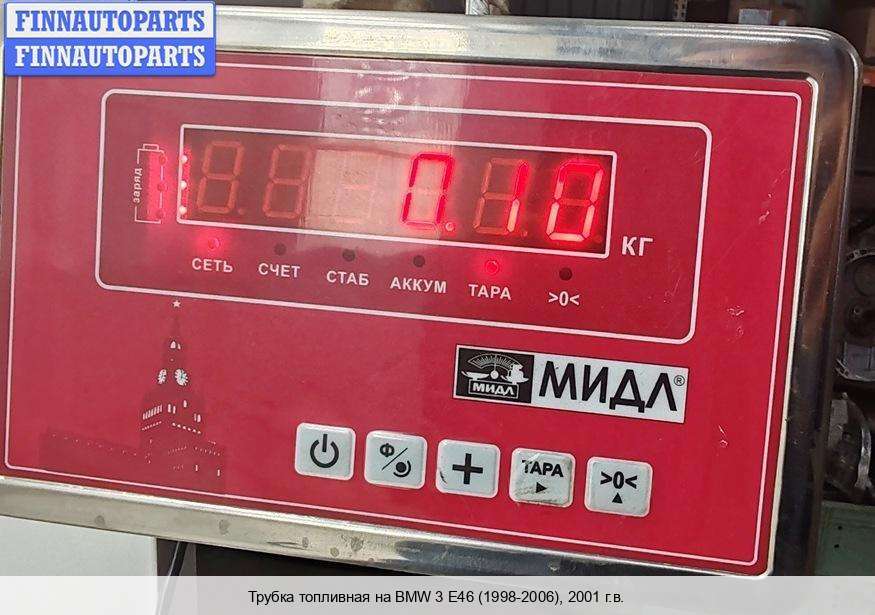 FINNAUTOPARTS
FINNAUTOPARTS
заряд
0.10
КГ
СЕТЬ СЧЕТ СТАБ АККУМ ТАРА >0<
МИДЛ
МИДЛ®
Ф
ТАРА
>0<
Трубка топливная на BMW 3 E46 (1998-2006), 2001 г.в.